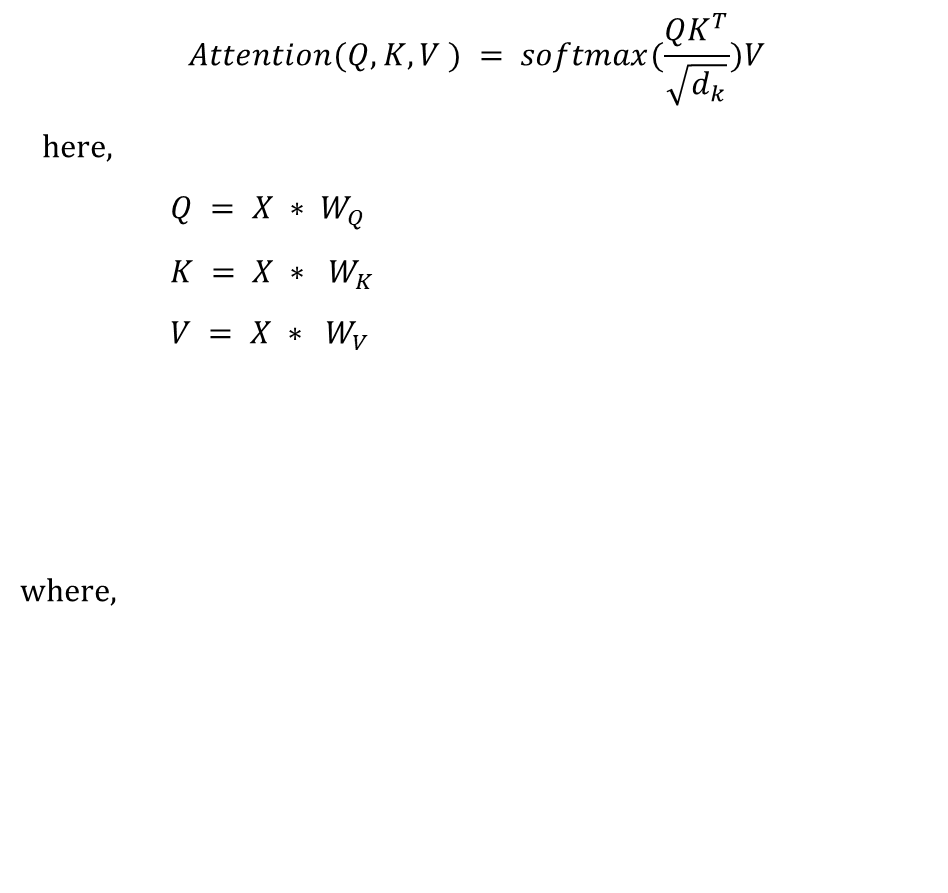 Attention(Q, K, V ) = softmax(QK^T/√d_k)V
here,
Q = X * W_Q
K = X * W_K
V = X * W_V
where,